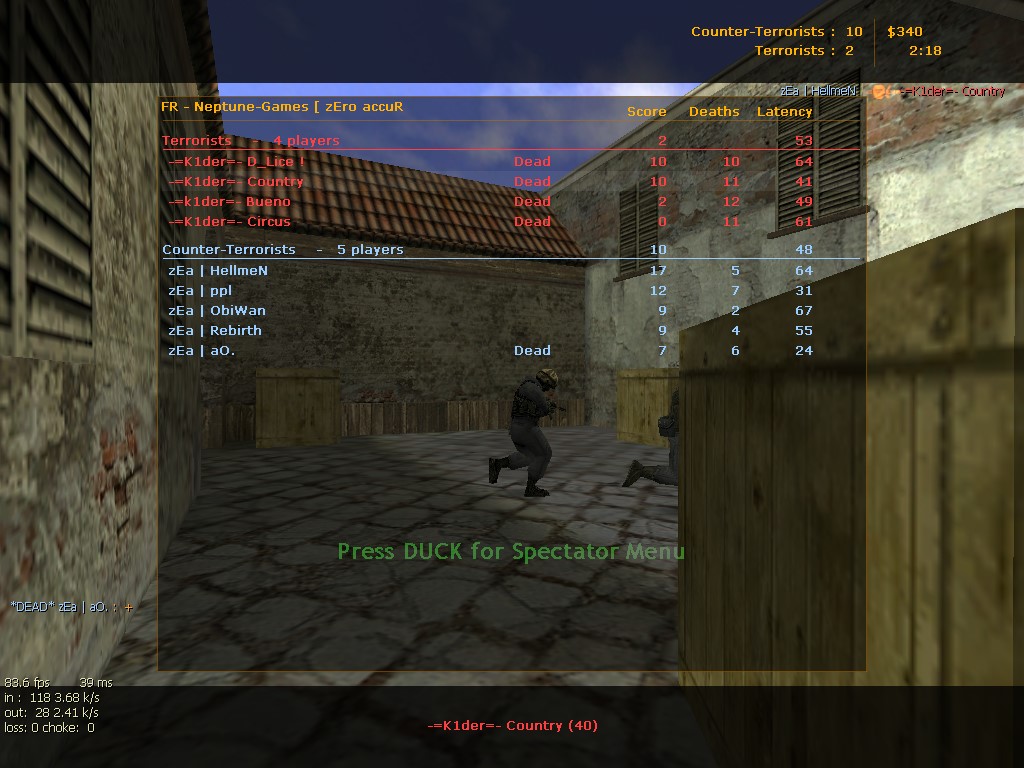 Counter-Terrorists : 10 $340
Terrorists : 2 2:18
zEa | HellmeN -=K1der=- Country
FR - Neptune-Games [ zEro accuR
Score Deaths Latency
Terrorists - 4 players 2 53
-=K1der=- D_Lice ! Dead 10 10 64
-=K1der=- Country Dead 10 11 41
-=k1der=- Bueno Dead 2 12 49
-=K1der=- Circus Dead 0 11 61
Counter-Terrorists - 5 players 10 48
zEa | HellmeN 17 5 64
zEa | ppl 12 7 31
zEa | ObiWan 9 2 67
zEa | Rebirth 9 4 55
zEa | aO. Dead 7 6 24
Press DUCK for Spectator Menu
*DEAD* zEa | aO. : +
83.6 fps 39 ms
in : 118 3.68 k/s
out: 28 2.41 k/s
loss: 0 choke: 0
-=K1der=- Country (40)